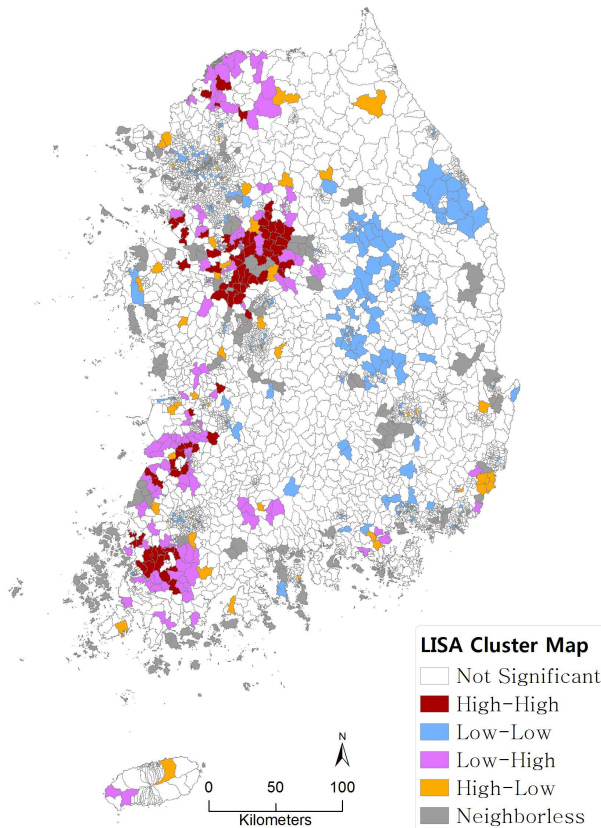 LISA Cluster Map
Not Significant
High-High
Low-Low
Low-High
High-Low
Neighborless
N
0 50 100
Kilometers